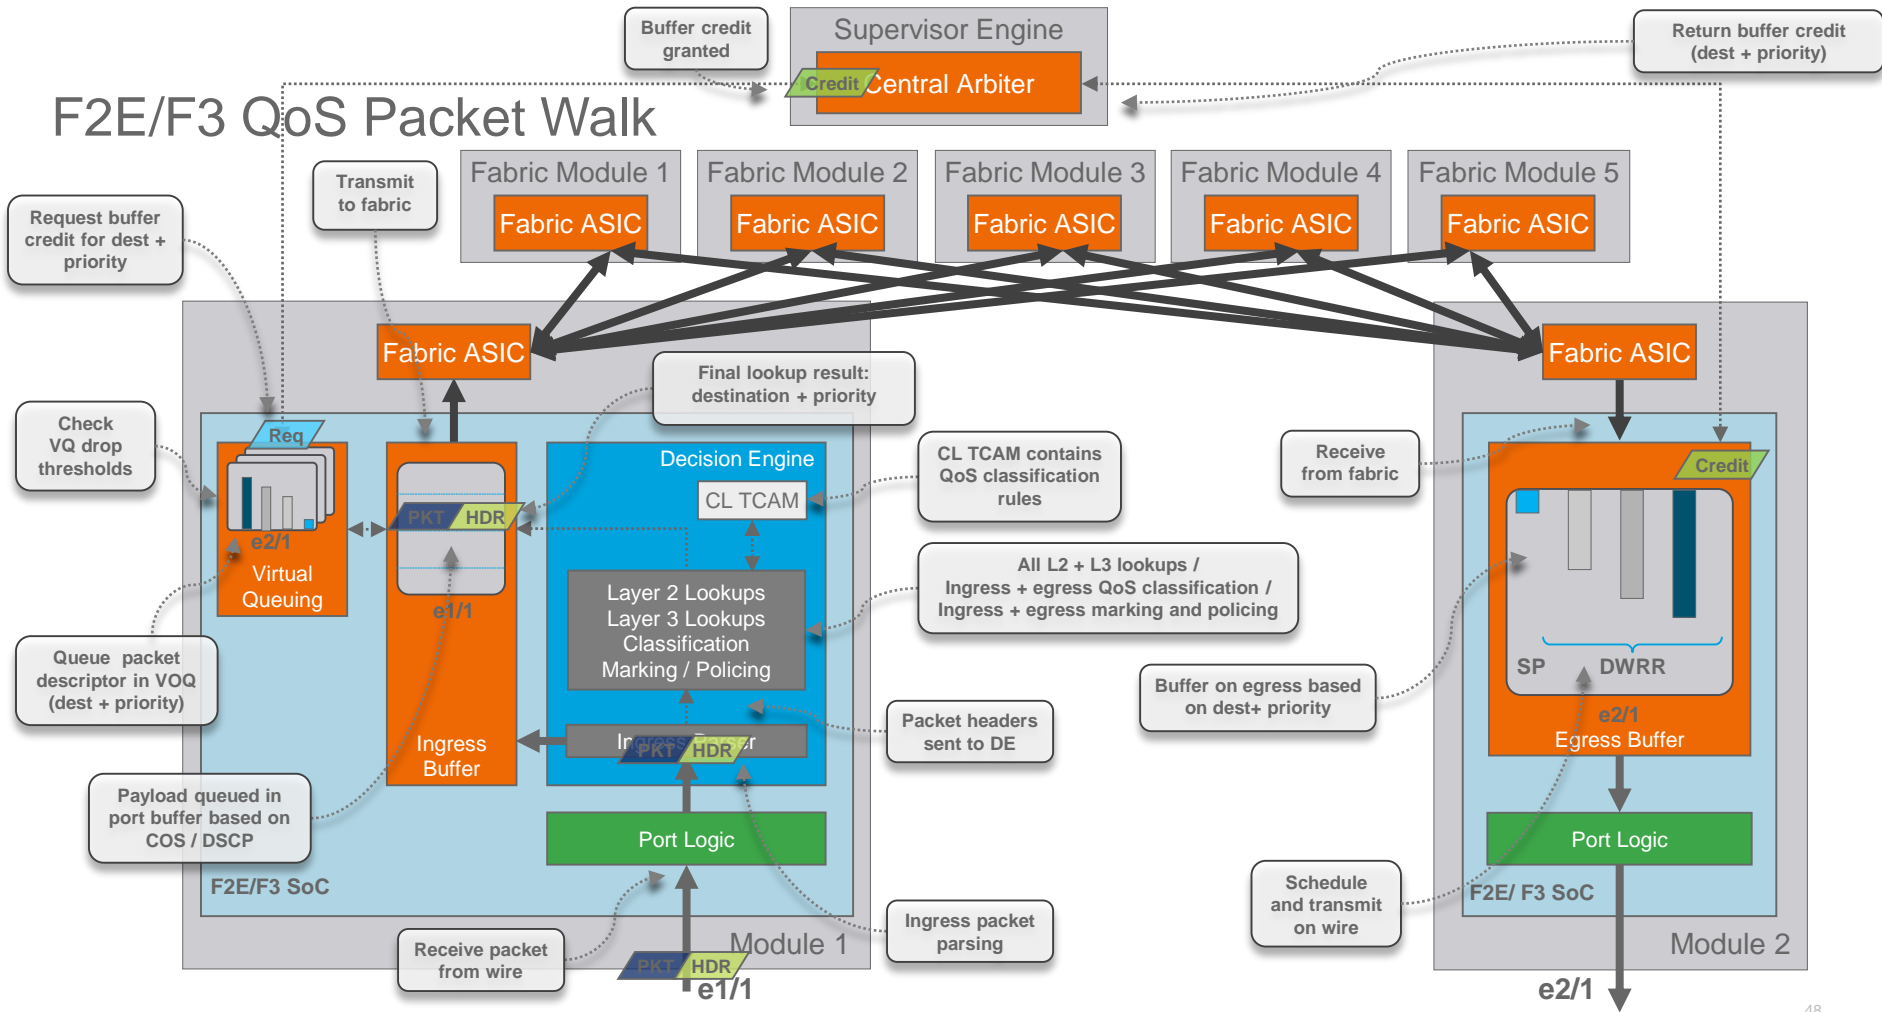 F2E/F3 QoS Packet Walk
Buffer credit
granted
Supervisor Engine
Credit
Central Arbiter
Return buffer credit
(dest + priority)
Transmit
to fabric
Request buffer
credit for dest +
priority
Fabric Module 1
Fabric ASIC
Fabric Module 2
Fabric ASIC
Fabric Module 3
Fabric ASIC
Fabric Module 4
Fabric ASIC
Fabric Module 5
Fabric ASIC
Fabric ASIC
Fabric ASIC
Final lookup result:
destination + priority
Check
VQ drop
thresholds
Req
e2/1
Virtual
Queuing
PKT
HDR
e1/1
Ingress
Buffer
Decision Engine
CL TCAM
CL TCAM contains
QoS classification
rules
Layer 2 Lookups
Layer 3 Lookups
Classification
Marking / Policing
All L2 + L3 lookups /
Ingress + egress QoS classification /
Ingress + egress marking and policing
Receive
from fabric
Credit
SP
DWRR
e2/1
Egress Buffer
Buffer on egress based
on dest+ priority
Queue packet
descriptor in VOQ
(dest + priority)
Packet headers
sent to DE
Ingress Parser
PKT
HDR
Payload queued in
port buffer based on
COS / DSCP
Port Logic
Port Logic
F2E/F3 SoC
Schedule
and transmit
on wire
F2E/ F3 SoC
Ingress packet
parsing
Receive packet
from wire
Module 1
PKT
HDR
e1/1
Module 2
e2/1
48